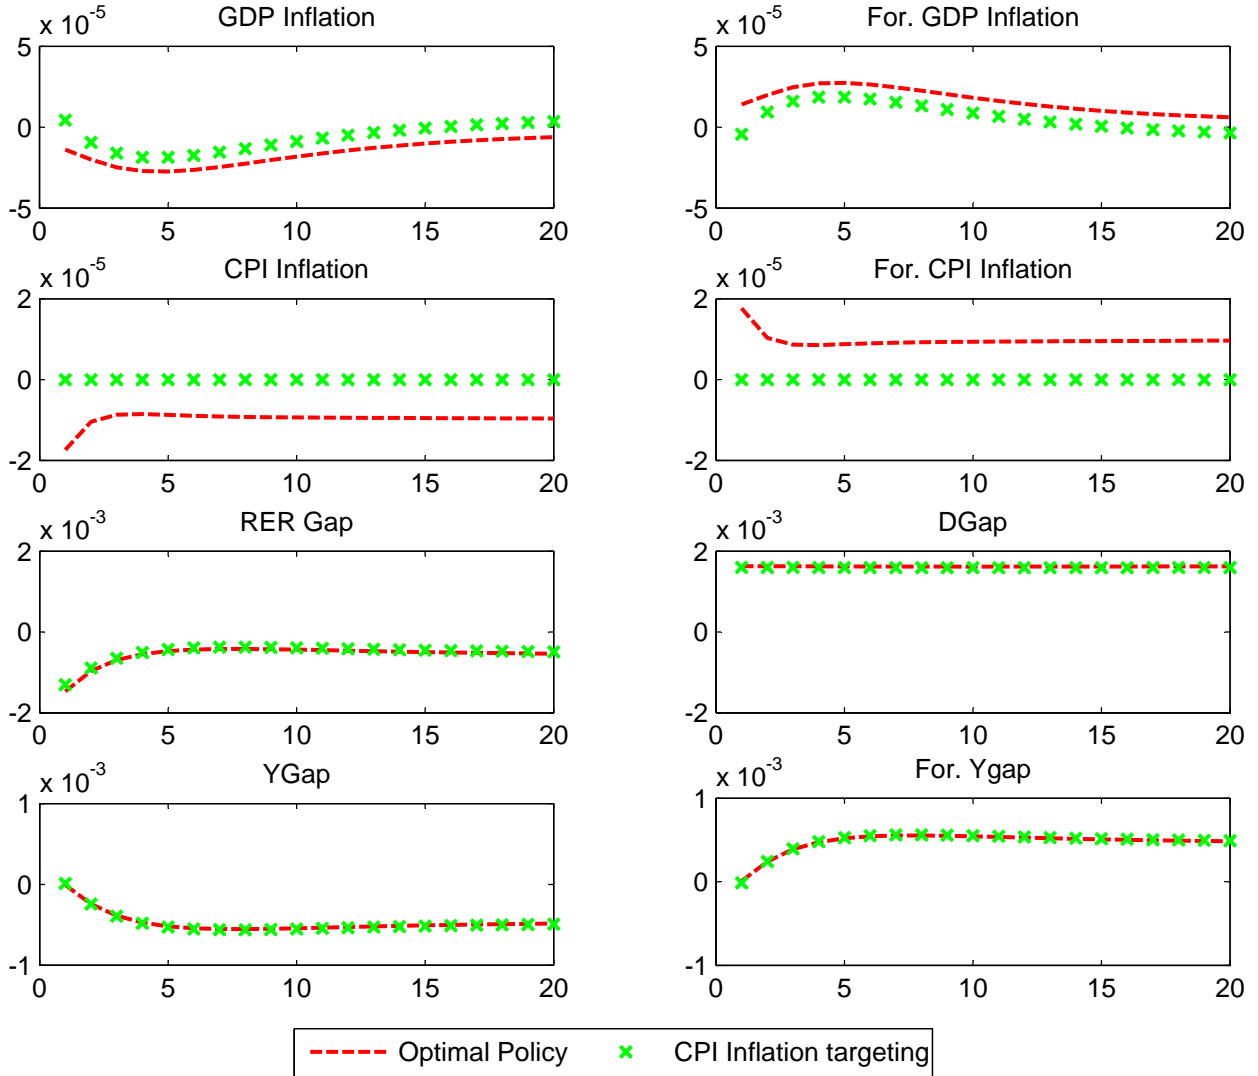 GDP Inflation
x 10^-5
5
0
-5
0 5 10 15 20
For. GDP Inflation
x 10^-5
5
0
-5
0 5 10 15 20
CPI Inflation
x 10^-5
2
0
-2
0 5 10 15 20
For. CPI Inflation
x 10^-5
2
0
-2
0 5 10 15 20
RER Gap
x 10^-3
2
0
-2
0 5 10 15 20
DGap
x 10^-3
2
0
-2
0 5 10 15 20
YGap
x 10^-3
1
0
-1
0 5 10 15 20
For. Ygap
x 10^-3
1
0
-1
0 5 10 15 20
Optimal Policy CPI Inflation targeting